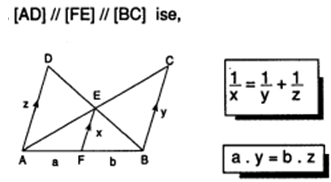 . [AD] // [FE] // [BC] ise,
D
C
E
z
x
y
A
a
F
b
B
1/x = 1/y + 1/z
a . y = b . z